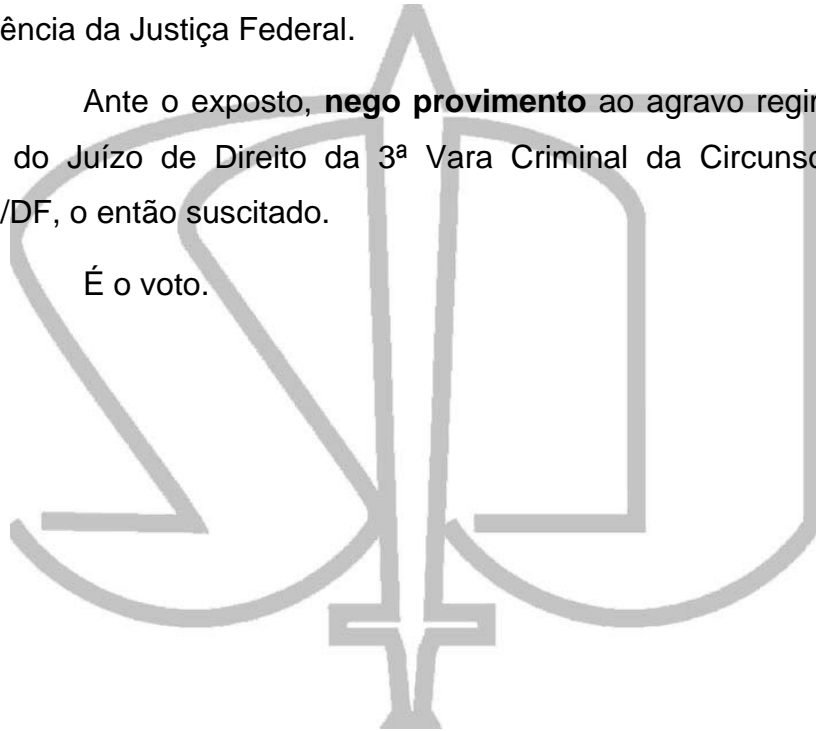 ência da Justiça Federal.
Ante o exposto, nego provimento ao agravo regir
do Juízo de Direito da 3ª Vara Criminal da Circunso
/DF, o então suscitado.
É o voto.